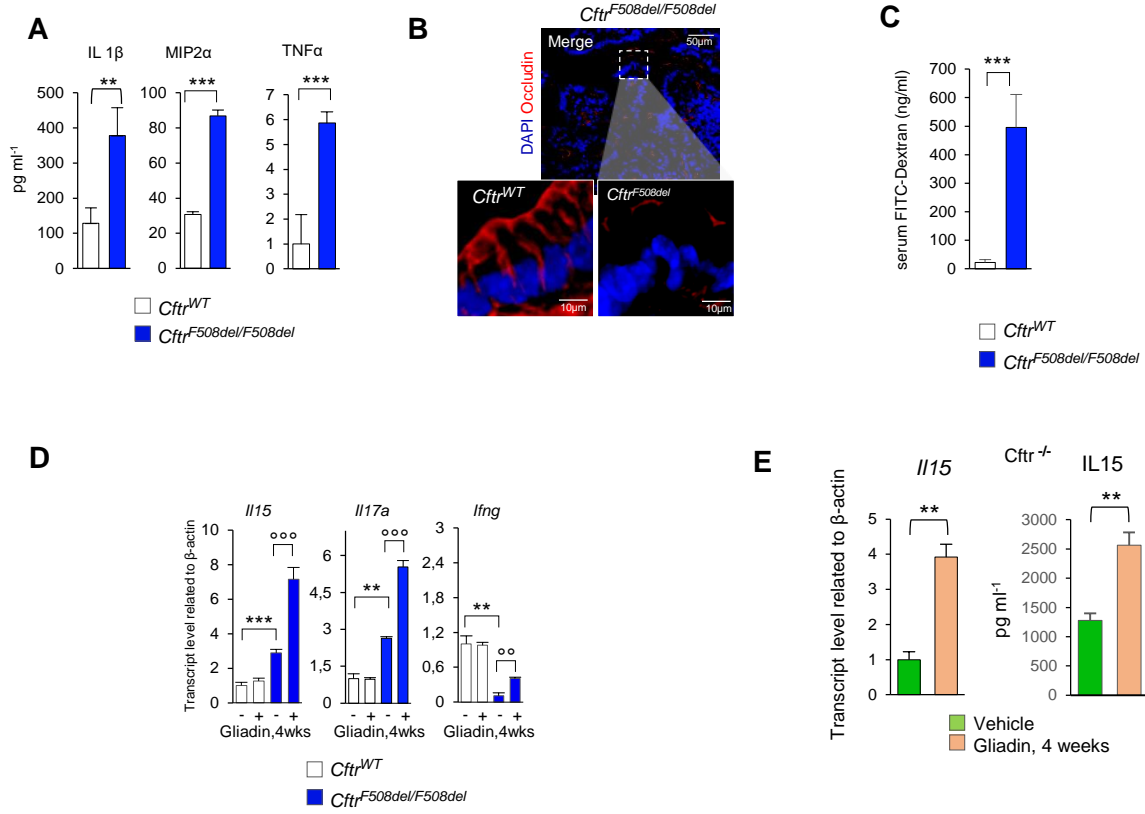 A
IL 1β
MIP2α
TNFα
**
***
***
pg ml-1
500
400
300
200
100
0
100
80
60
40
20
0
7
6
5
4
3
2
1
0
CftrWT
CftrF508del/F508del
B
CftrF508del/F508del
DAPI Occludin
Merge
50µm
CftrWT
10µm
CftrF508del
10µm
C
***
serum FITC-Dextran (ng/ml)
700
600
500
400
300
200
100
0
CftrWT
CftrF508del/F508del
D
Transcript level related to β-actin
Il15
Il17a
Ifng
10
8
6
4
2
0
***
°°°
6
4,5
3
1,5
0
**
°°°
3
2,4
1,8
1,2
0,6
0
**
°°
- + - +
- + - +
- + - +
Gliadin,4wks
Gliadin,4wks
CftrWT
CftrF508del/F508del
E
Cftr -/-
Il15
IL15
**
**
Transcript level related to β-actin
5
4
3
2
1
0
pg ml-1
3000
2500
2000
1500
1000
500
0
Vehicle
Gliadin, 4 weeks